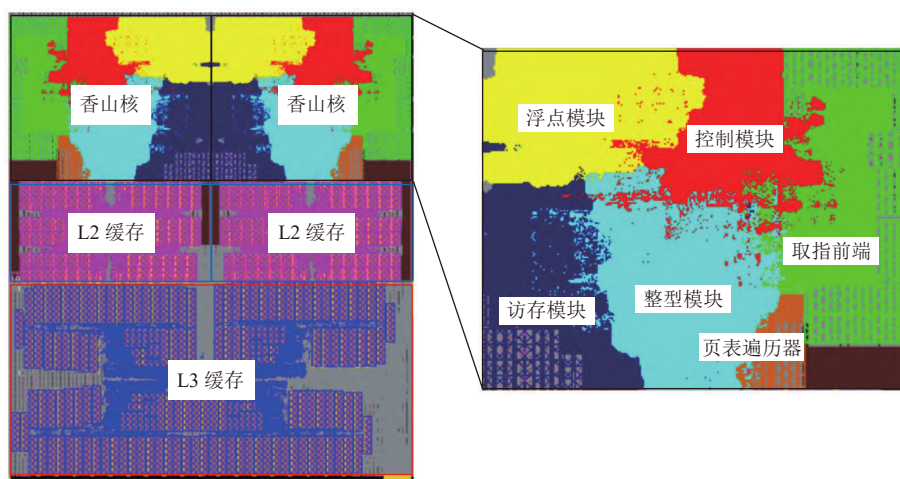 香山核
香山核
L2 缓存
L2 缓存
L3 缓存
浮点模块
控制模块
取指前端
访存模块
整型模块
页表遍历器